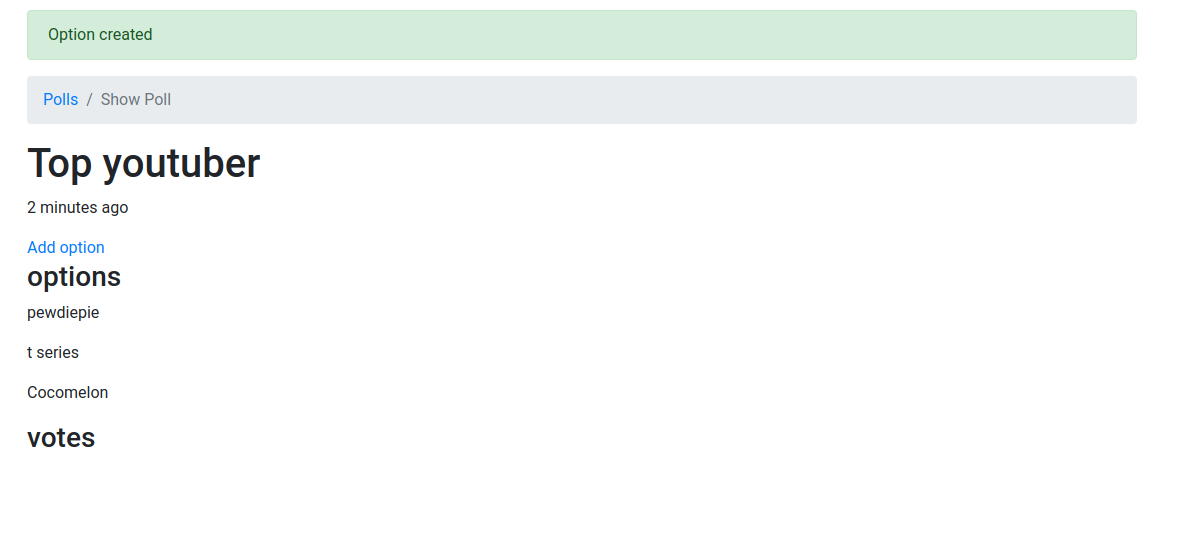 Option created
Polls / Show Poll
Top youtuber
2 minutes ago
Add option
options
pewdiepie
t series
Cocomelon
votes